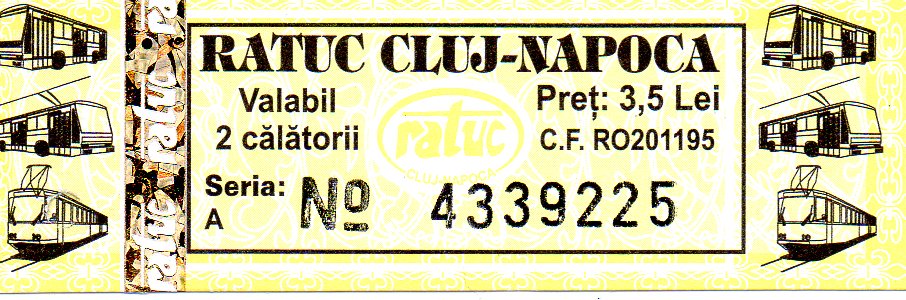 RATUC CLUJ-NAPOCA
Valabil
2 călătorii
Preț: 3,5 Lei
C.F. RO201195
ratuc
CLUJ-NAPOCA
Seria:
A
№ 4339225